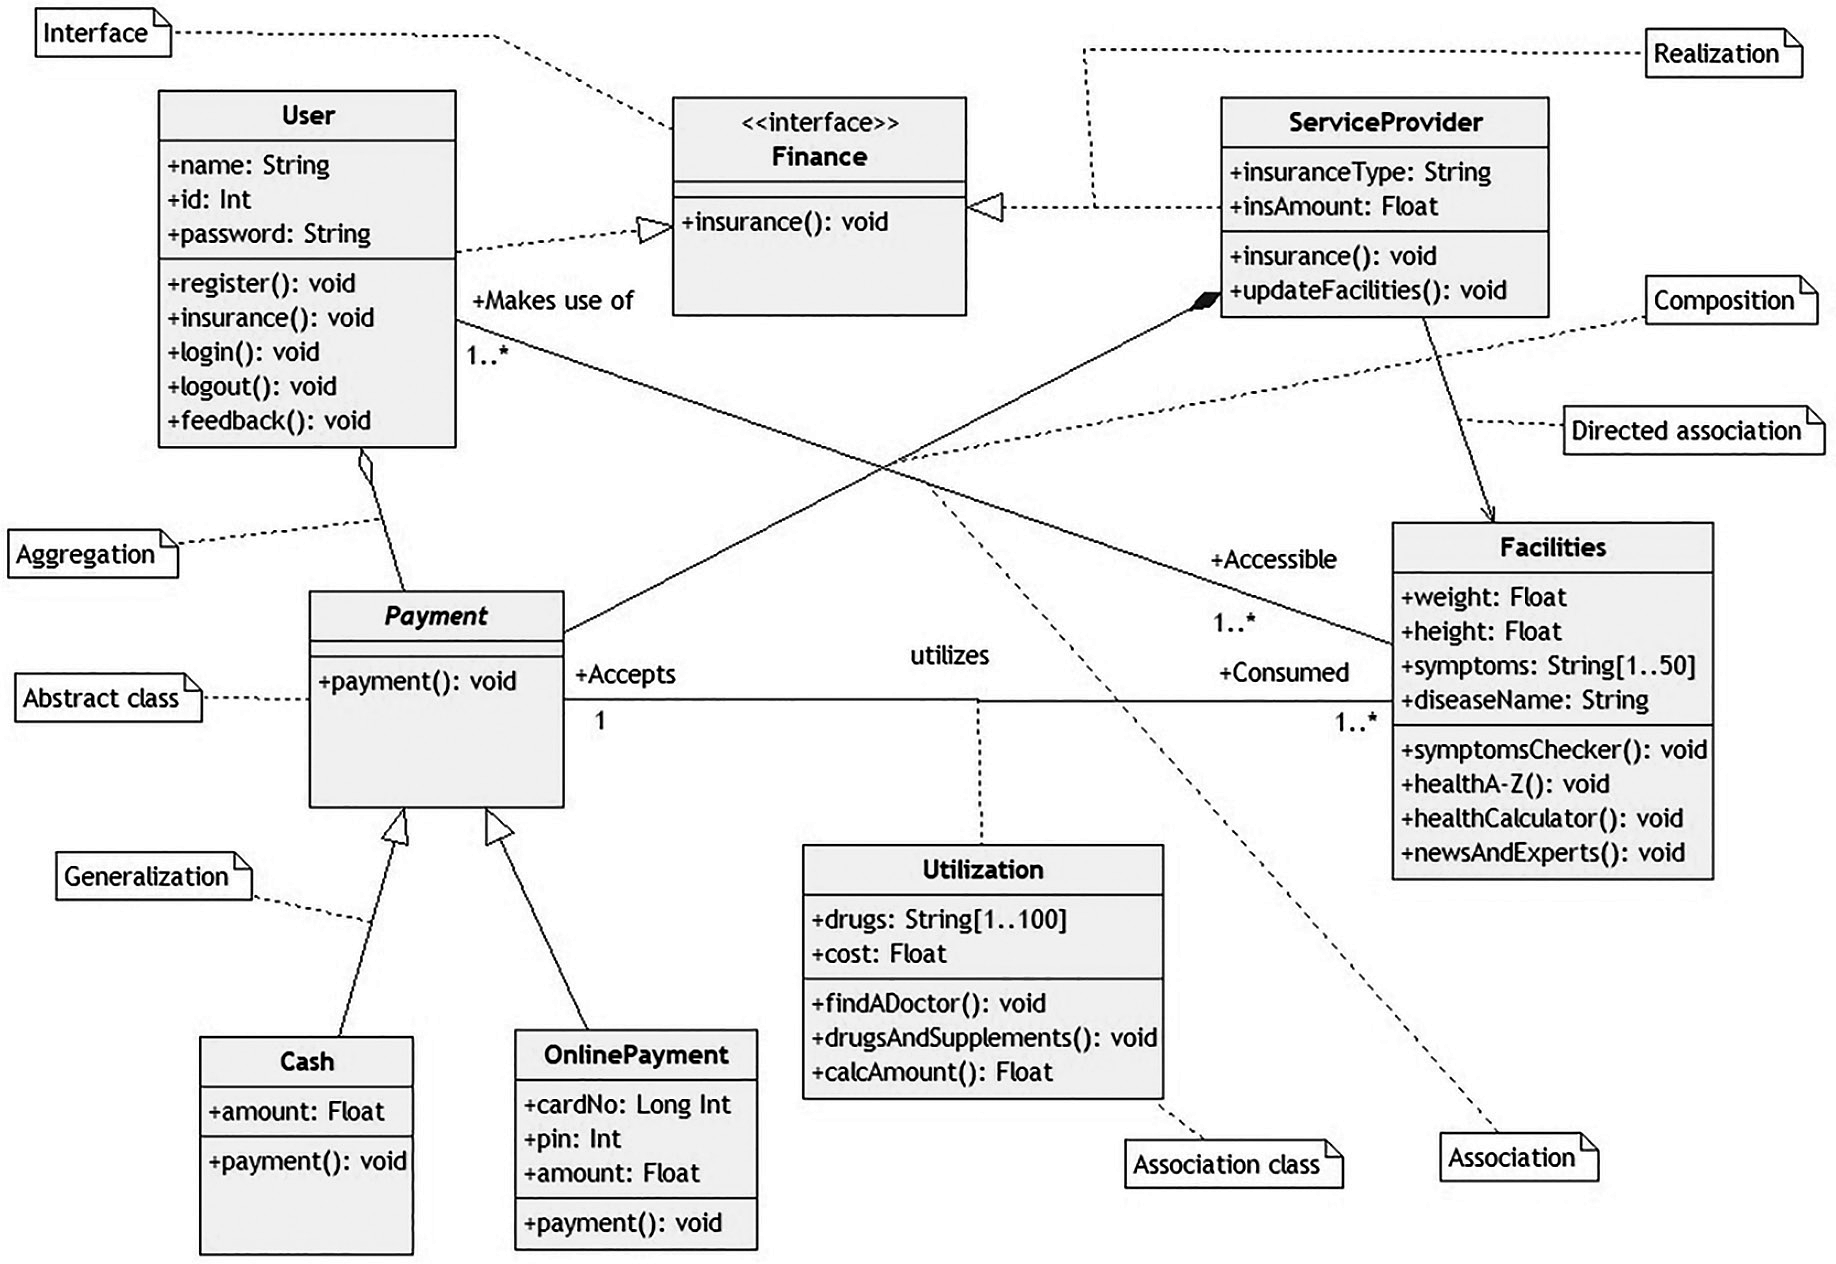 Interface
Realization
User
+name: String
+id: Int
+password: String
+register(): void
+insurance(): void
+login(): void
+logout(): void
+feedback(): void
<<interface>>
Finance
+insurance(): void
ServiceProvider
+insuranceType: String
+insAmount: Float
+insurance(): void
+updateFacilities(): void
+Makes use of
1..*
Composition
Directed association
Aggregation
+Accessible
1..*
Facilities
+weight: Float
+height: Float
+symptoms: String[1..50]
+diseaseName: String
+symptomsChecker(): void
+healthA-Z(): void
+healthCalculator(): void
+newsAndExperts(): void
Payment
+payment(): void
Abstract class
+Accepts
1
utilizes
+Consumed
1..*
Generalization
Utilization
+drugs: String[1..100]
+cost: Float
+findADoctor(): void
+drugsAndSupplements(): void
+calcAmount(): Float
Cash
+amount: Float
+payment(): void
OnlinePayment
+cardNo: Long Int
+pin: Int
+amount: Float
+payment(): void
Association class
Association